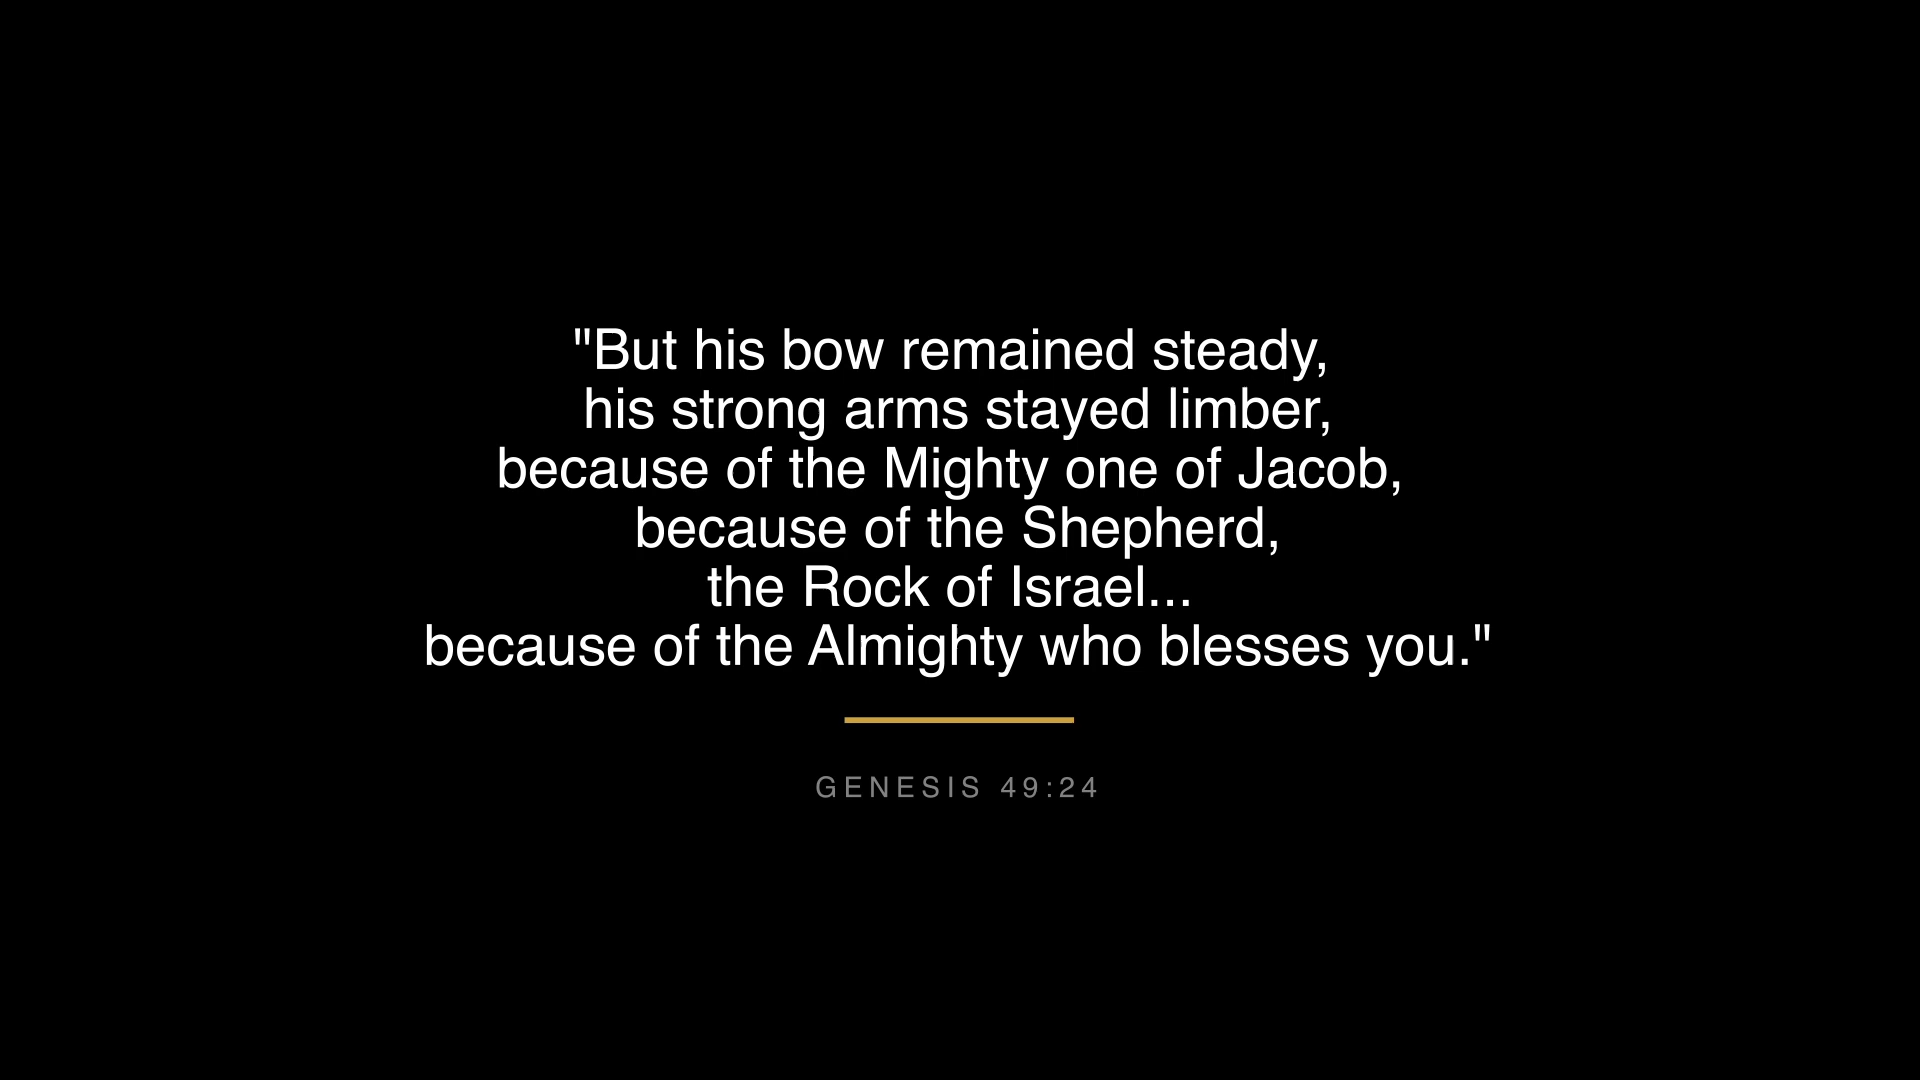 "But his bow remained steady,
his strong arms stayed limber,
because of the Mighty one of Jacob,
because of the Shepherd,
the Rock of Israel...
because of the Almighty who blesses you."
GENESIS 49:24